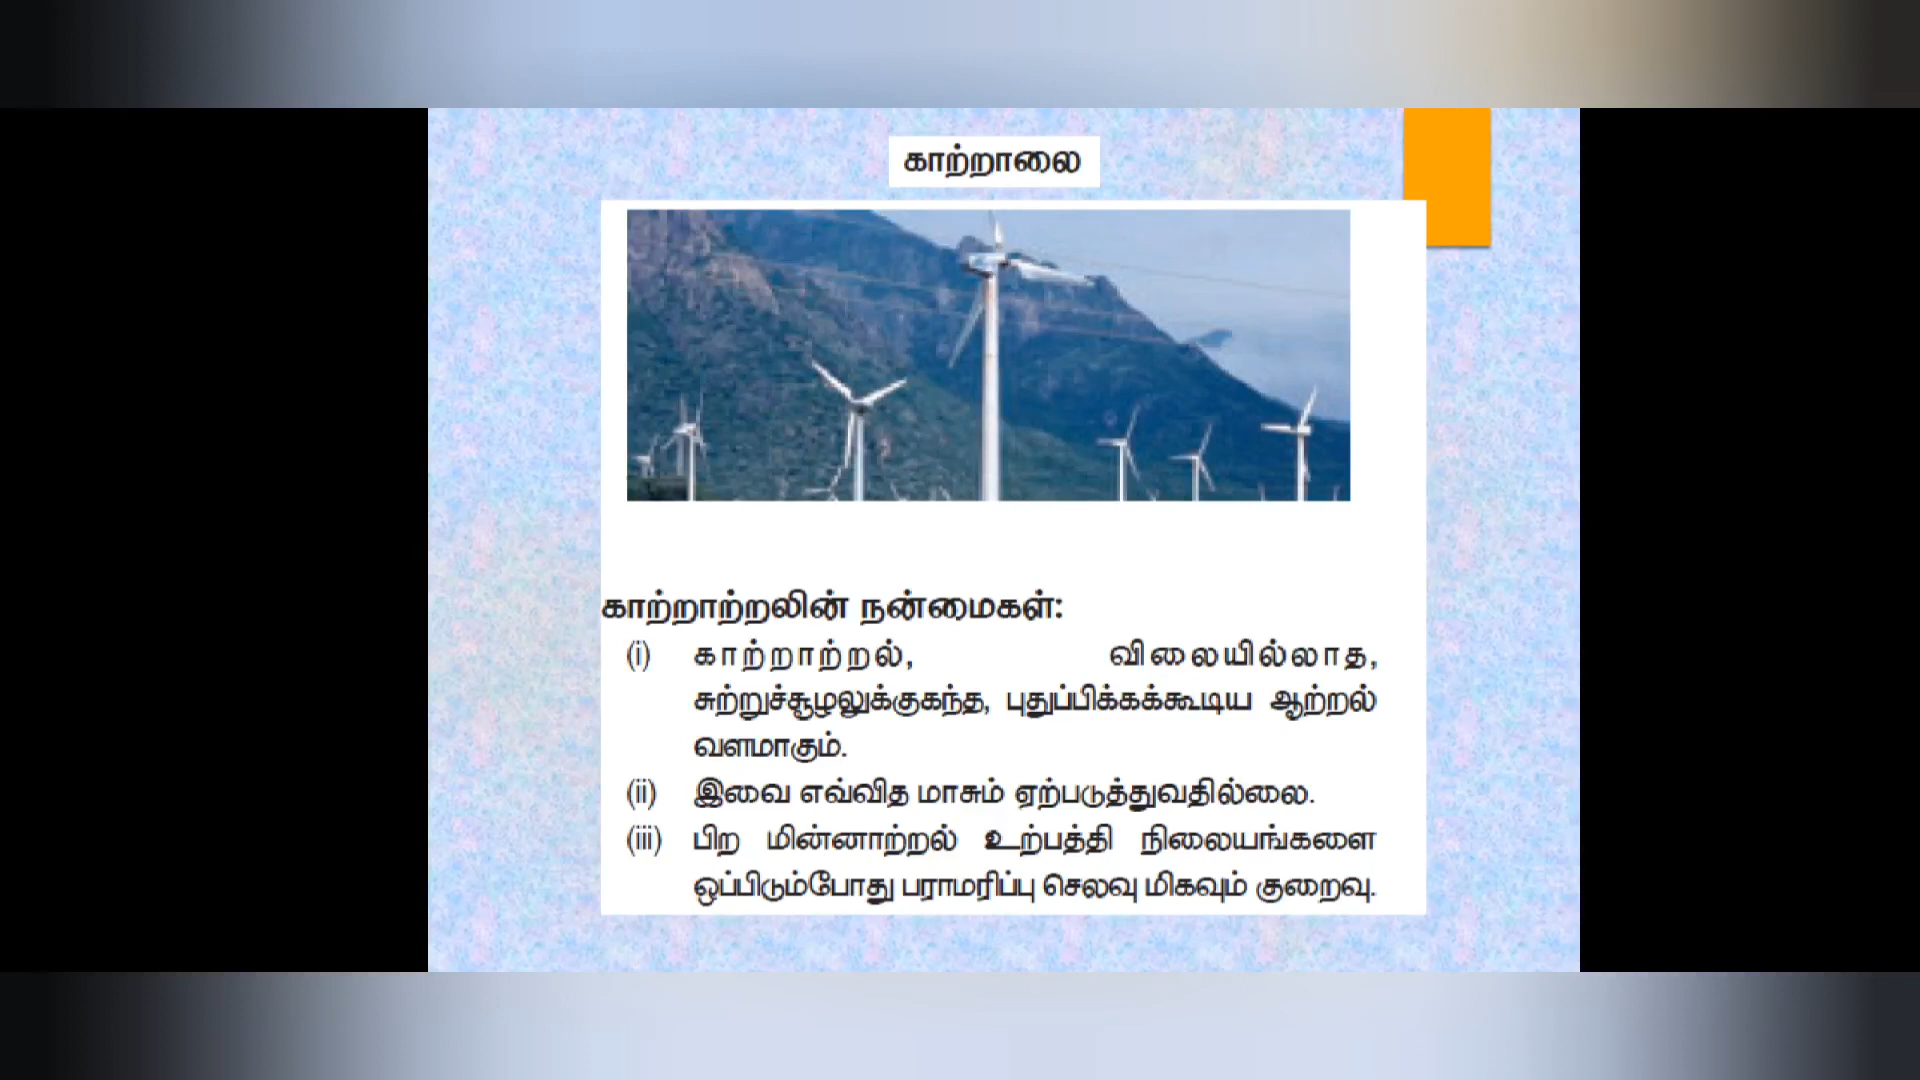 காற்றாலை
காற்றாற்றலின் நன்மைகள்:
(i) காற்றாற்றல், விலையில்லாத,
சுற்றுச்சூழலுக்குகந்த, புதுப்பிக்கக்கூடிய ஆற்றல்
வளமாகும்.
(ii) இவை எவ்வித மாசும் ஏற்படுத்துவதில்லை.
(iii) பிற மின்னாற்றல் உற்பத்தி நிலையங்களை
ஒப்பிடும்போது பராமரிப்பு செலவு மிகவும் குறைவு.